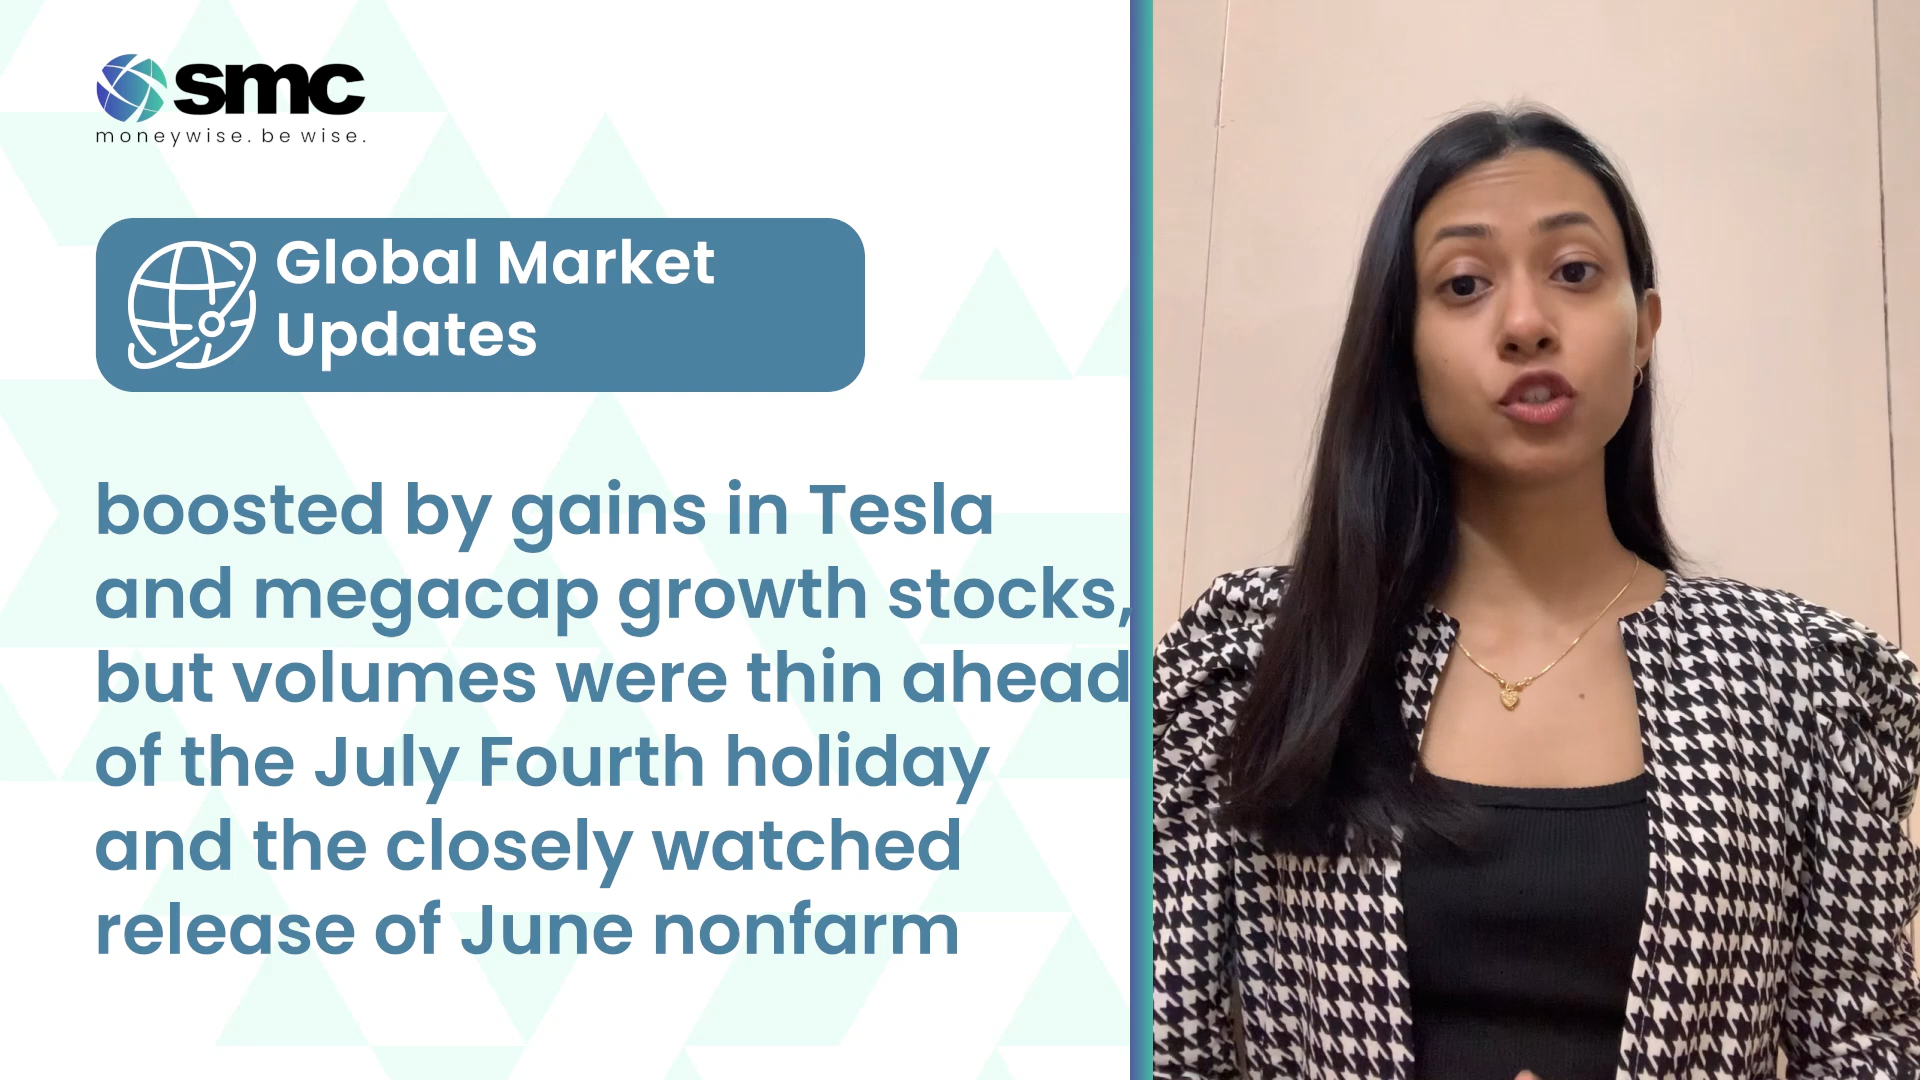 smc
moneywise. be wise.
Global Market
Updates
boosted by gains in Tesla
and megacap growth stocks,
but volumes were thin ahead
of the July Fourth holiday
and the closely watched
release of June nonfarm